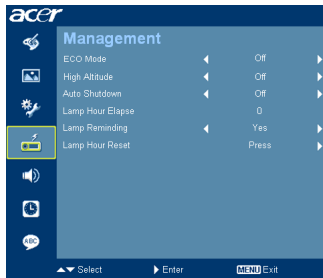 acer
Management
ECO Mode Off
High Altitude Off
Auto Shutdown Off
Lamp Hour Elapse 0
Lamp Reminding Yes
Lamp Hour Reset Press
ABC
Select Enter MENU Exit